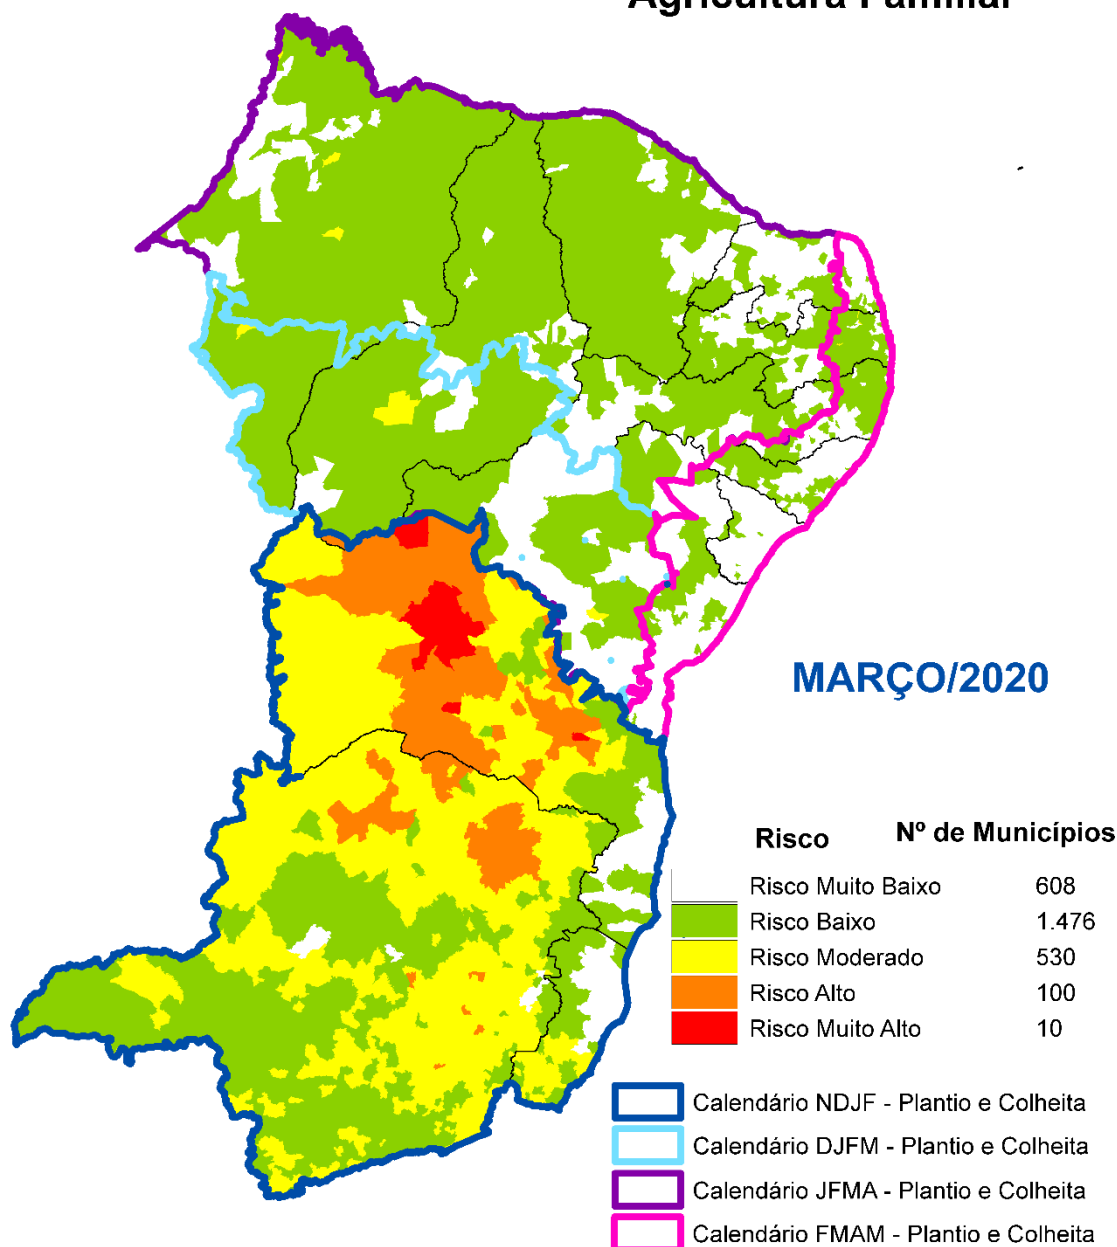 Agricultura Familiar
MARÇO/2020
Risco Nº de Municípios
Risco Muito Baixo 608
Risco Baixo 1.476
Risco Moderado 530
Risco Alto 100
Risco Muito Alto 10
Calendário NDJF - Plantio e Colheita
Calendário DJFM - Plantio e Colheita
Calendário JFMA - Plantio e Colheita
Calendário FMAM - Plantio e Colheita